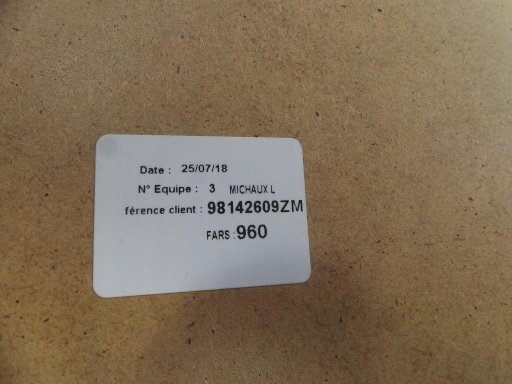 Date : 25/07/18
N° Equipe : 3 MICHAUX L
férence client : 98142609ZM
FARS : 960